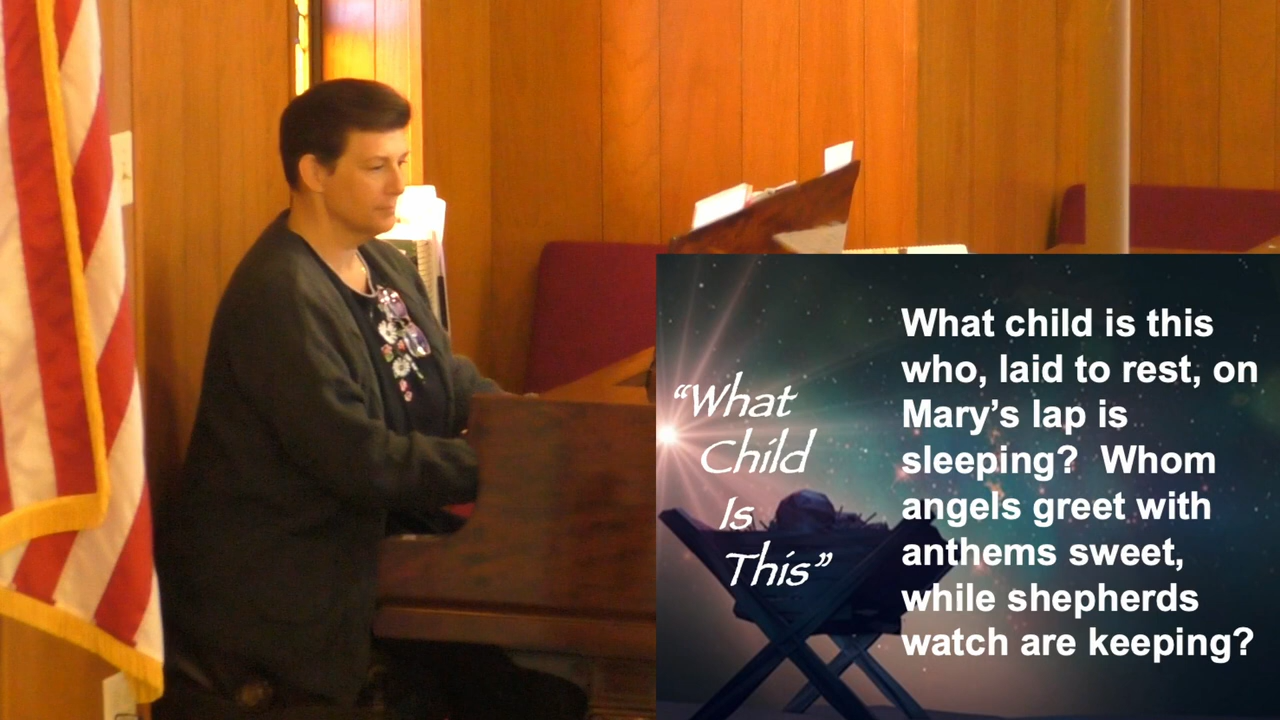 “What
Child
Is
This”
What child is this
who, laid to rest, on
Mary’s lap is
sleeping?  Whom
angels greet with
anthems sweet,
while shepherds
watch are keeping?